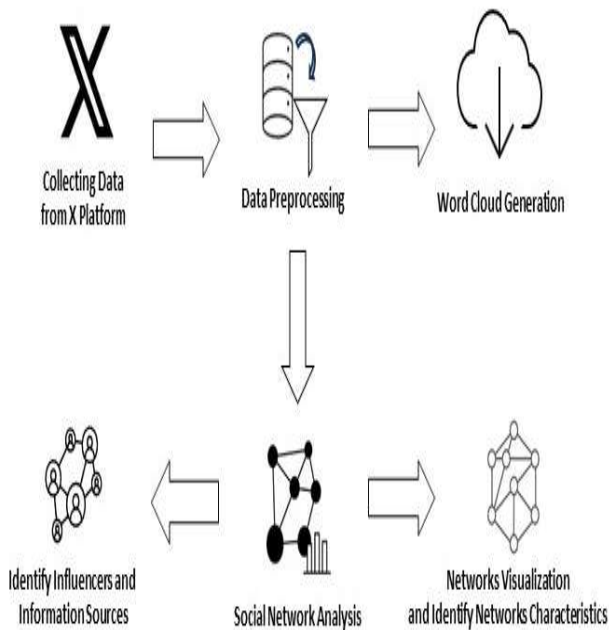 Collecting Data
from X Platform
Data Preprocessing
Word Cloud Generation
Identify Influencers and
Information Sources
Social Network Analysis
Networks Visualization
and Identify Networks Characteristics